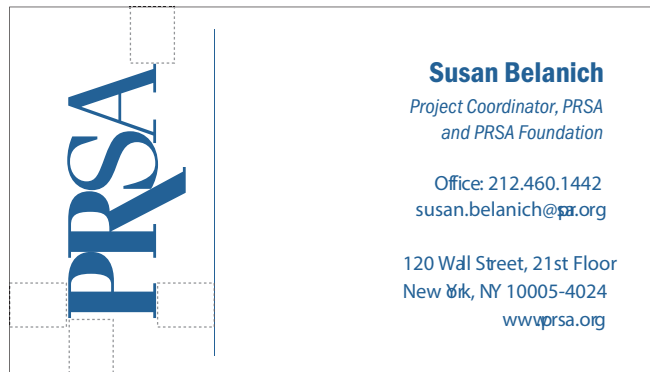 PRSA
Susan Belanich
Project Coordinator, PRSA
and PRSA Foundation
Office: 212.460.1442
susan.belanich@prsa.org
120 Wall Street, 21st Floor
New York, NY 10005-4024
www.prsa.org